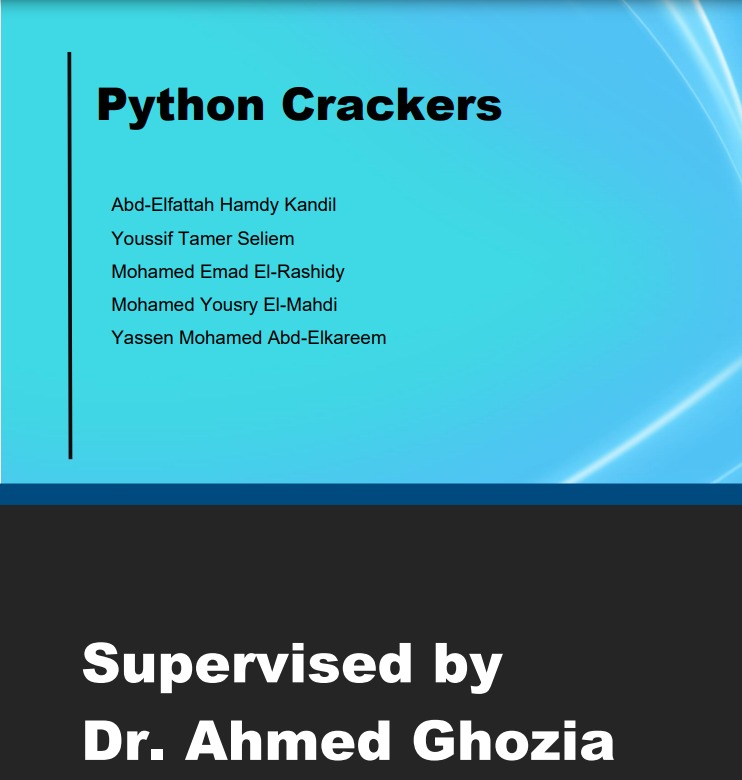 Python Crackers
Abd-Elfattah Hamdy Kandil
Youssif Tamer Seliem
Mohamed Emad El-Rashidy
Mohamed Yousry El-Mahdi
Yassen Mohamed Abd-Elkareem
Supervised by
Dr. Ahmed Ghozia